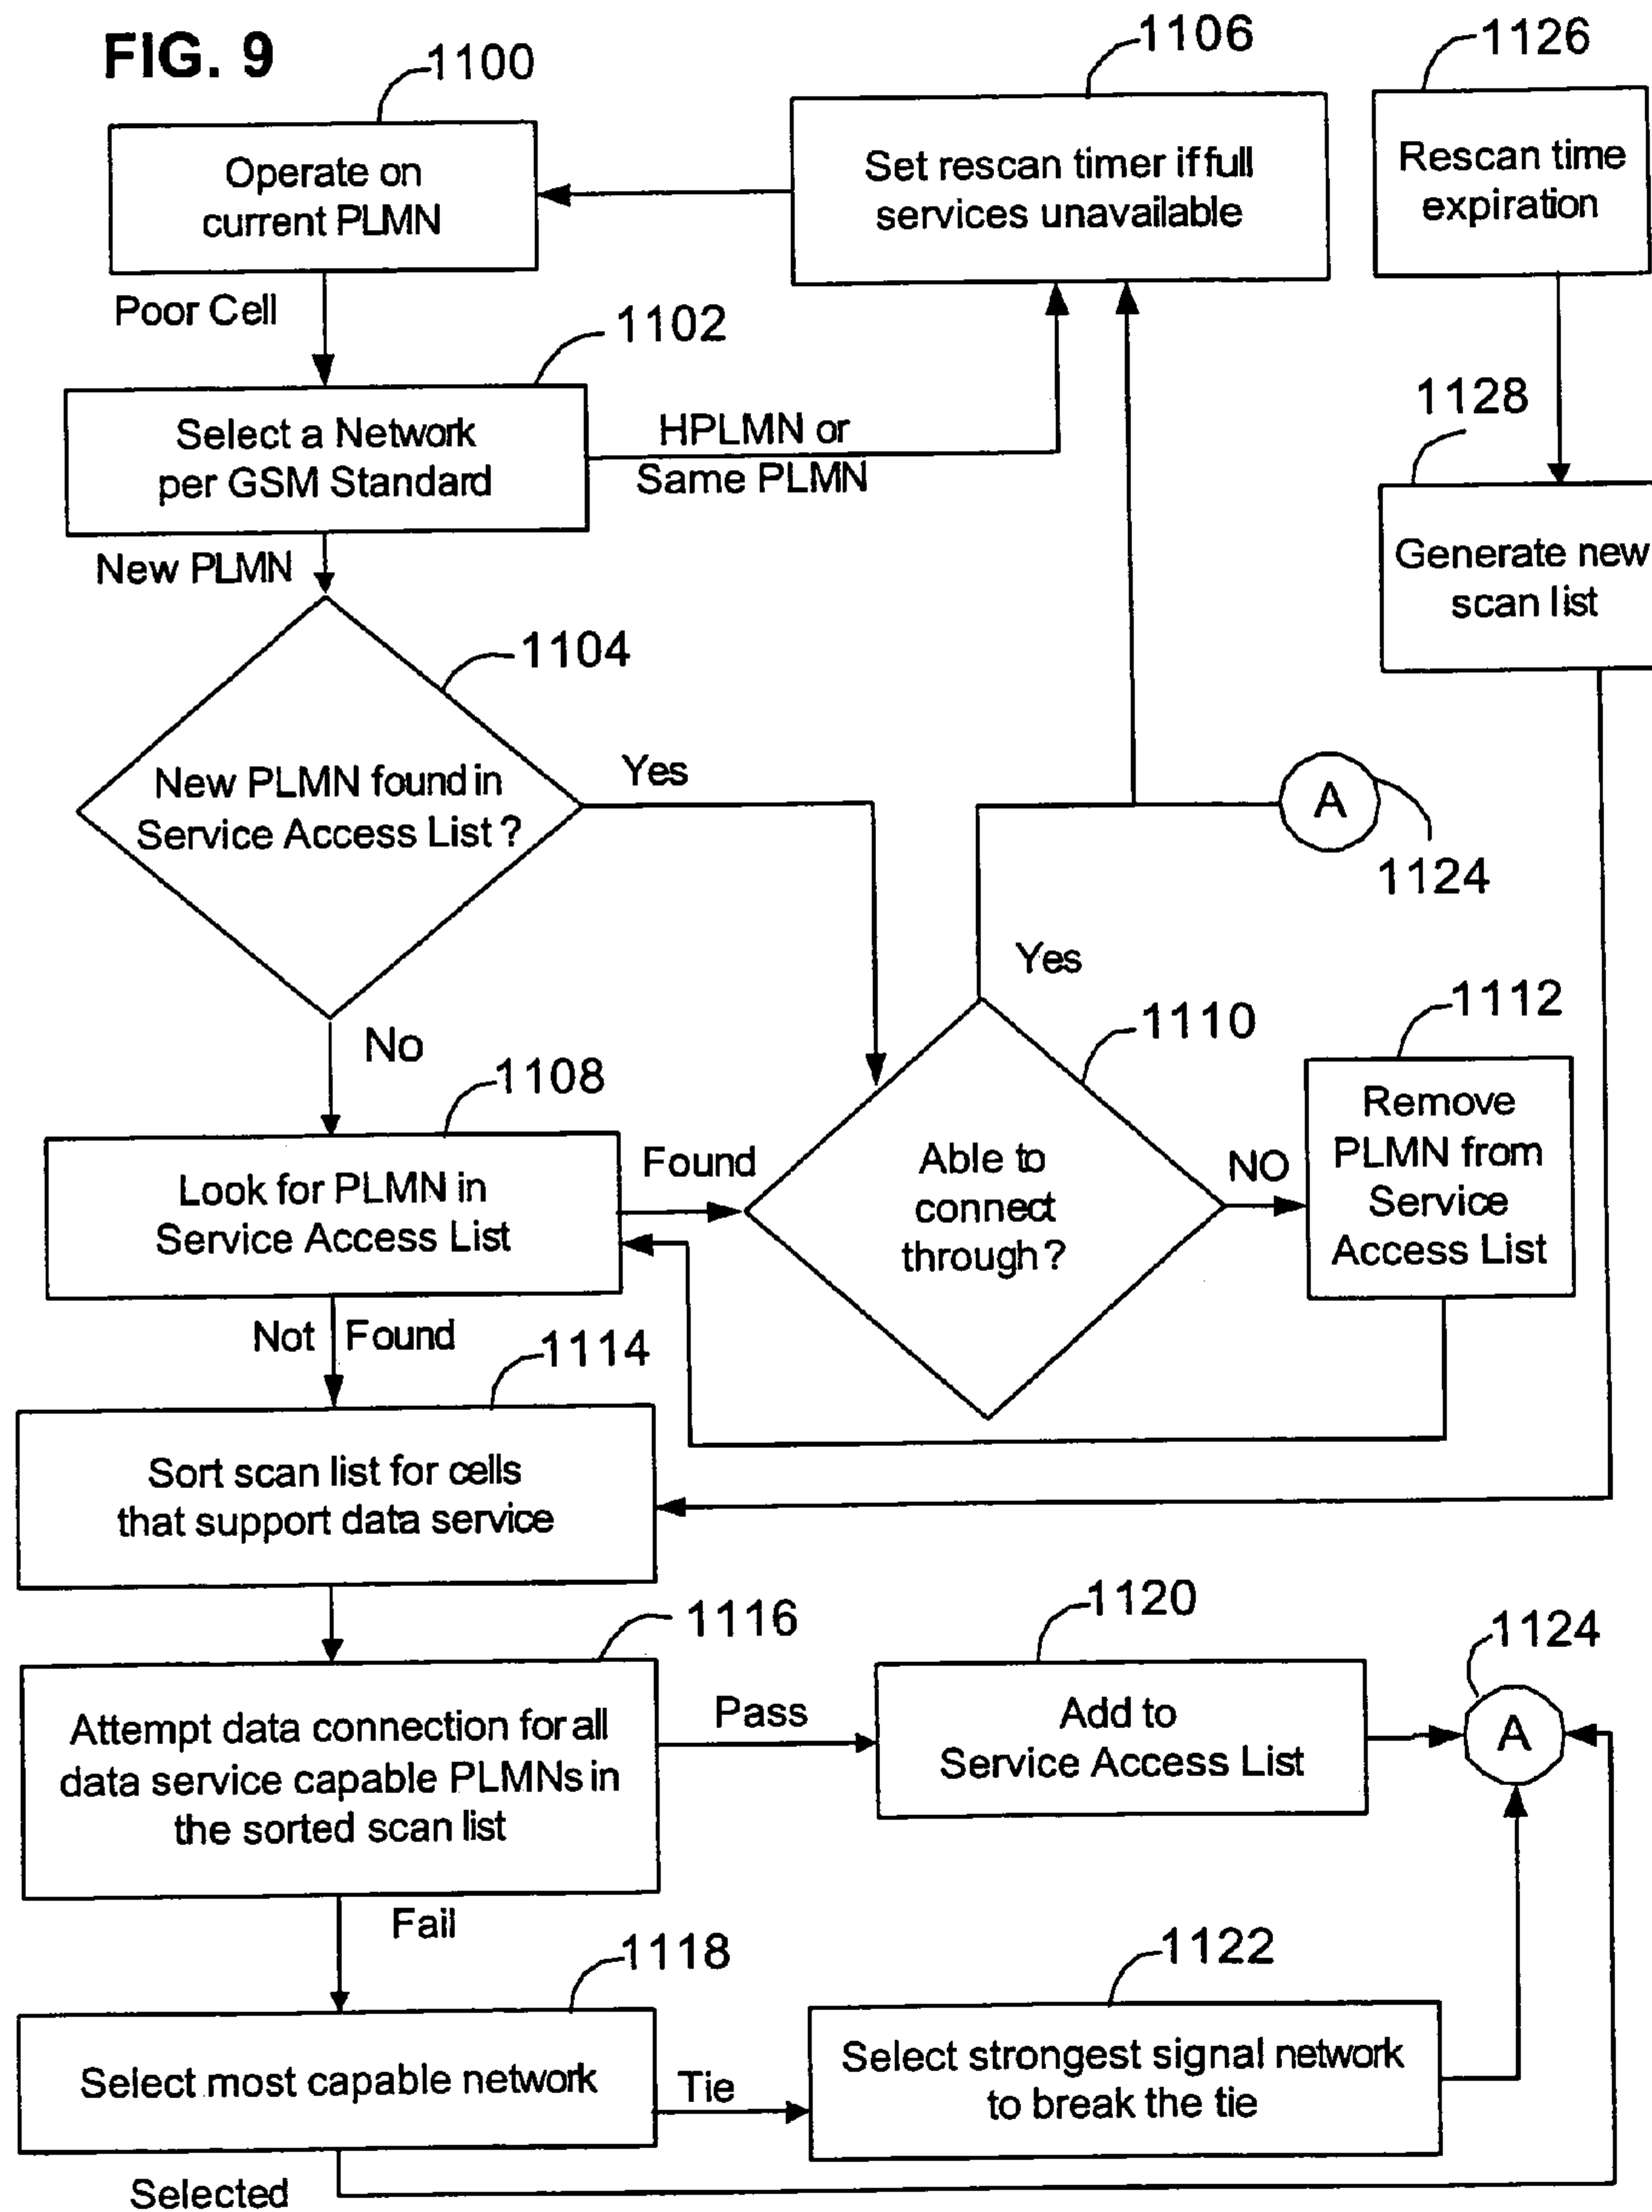 FIG. 9
1100
1106
1126
Operate on
current PLMN
Set rescan timer if full
services unavailable
Rescan time
expiration
Poor Cell
1102
1128
Select a Network
per GSM Standard
HPLMN or
Same PLMN
New PLMN
Generate new
scan list
1104
New PLMN found in
Service Access List ?
Yes
A
1124
Yes
No
1108
1110
1112
Look for PLMN in
Service Access List
Found
Able to
connect
through ?
NO
Remove
PLMN from
Service
Access List
Not Found
1114
Sort scan list for cells
that support data service
1116
1120
1124
Attempt data connection for all
data service capable PLMNs in
the sorted scan list
Pass
Add to
Service Access List
A
Fail
1118
1122
Select most capable network
Tie
Select strongest signal network
to break the tie
Selected